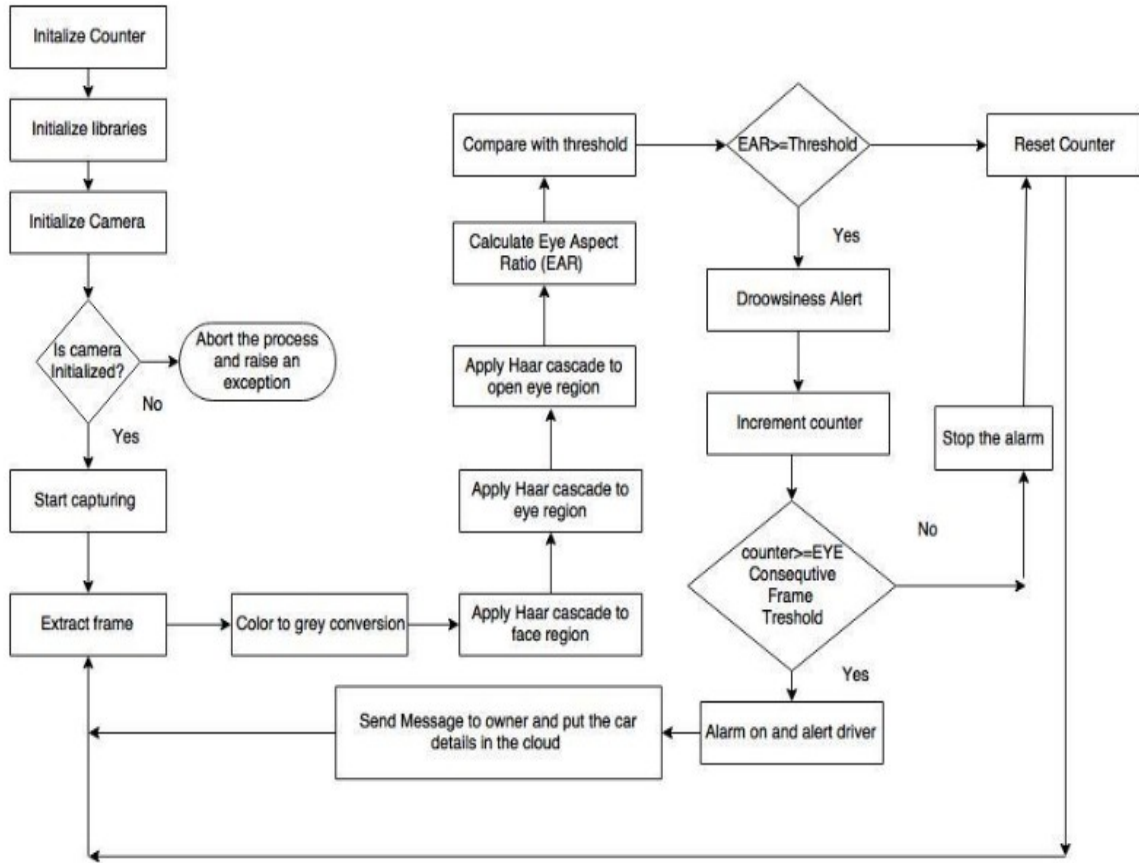 Initalize Counter
Initialize libraries
Initialize Camera
Is camera
Initialized?
Abort the process
and raise an
exception
No
Yes
Start capturing
Extract frame
Color to grey conversion
Apply Haar cascade to
face region
Apply Haar cascade to
eye region
Apply Haar cascade to
open eye region
Calculate Eye Aspect
Ratio (EAR)
Compare with threshold
EAR>=Threshold
Reset Counter
Yes
Droowsiness Alert
Increment counter
counter>=EYE
Consequtive
Frame
Treshold
No
Stop the alarm
Yes
Alarm on and alert driver
Send Message to owner and put the car
details in the cloud